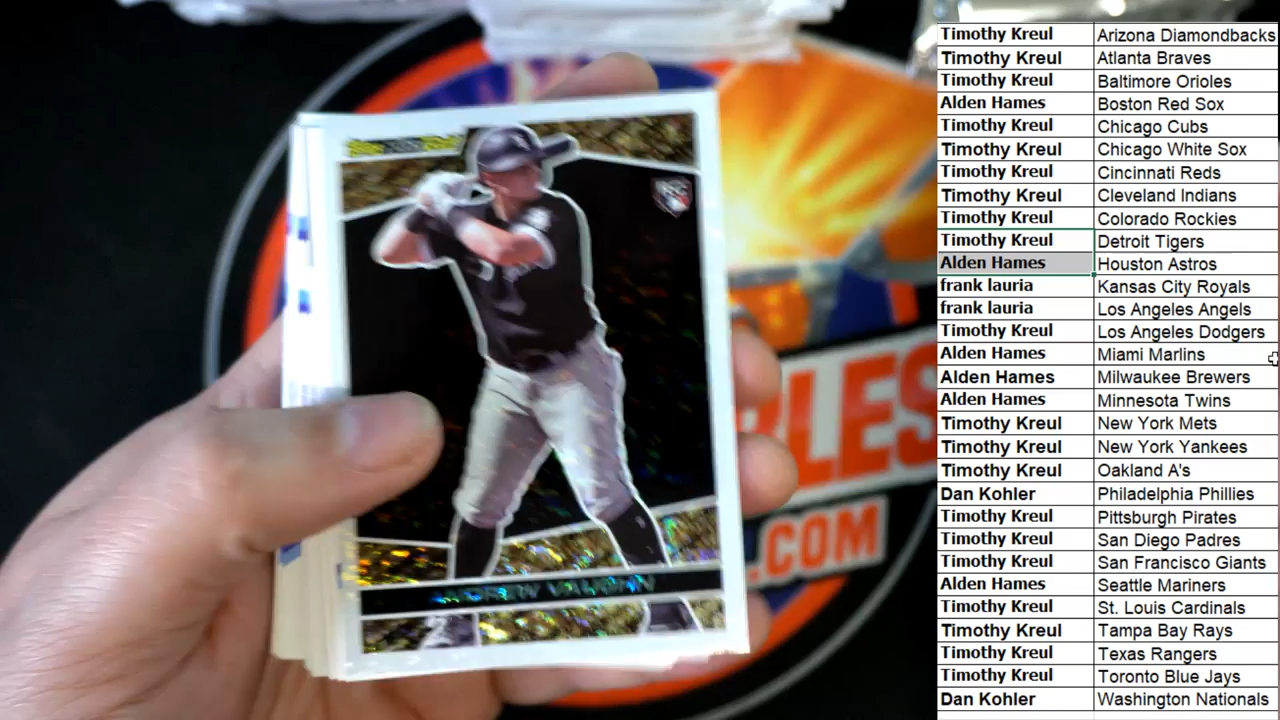 RC
ANDREW VAUGHN
BLES
.COM
Timothy Kreul Arizona Diamondbacks
Timothy Kreul Atlanta Braves
Timothy Kreul Baltimore Orioles
Alden Hames Boston Red Sox
Timothy Kreul Chicago Cubs
Timothy Kreul Chicago White Sox
Timothy Kreul Cincinnati Reds
Timothy Kreul Cleveland Indians
Timothy Kreul Colorado Rockies
Timothy Kreul Detroit Tigers
Alden Hames Houston Astros
frank lauria Kansas City Royals
frank lauria Los Angeles Angels
Timothy Kreul Los Angeles Dodgers
Alden Hames Miami Marlins
Alden Hames Milwaukee Brewers
Alden Hames Minnesota Twins
Timothy Kreul New York Mets
Timothy Kreul New York Yankees
Timothy Kreul Oakland A's
Dan Kohler Philadelphia Phillies
Timothy Kreul Pittsburgh Pirates
Timothy Kreul San Diego Padres
Timothy Kreul San Francisco Giants
Alden Hames Seattle Mariners
Timothy Kreul St. Louis Cardinals
Timothy Kreul Tampa Bay Rays
Timothy Kreul Texas Rangers
Timothy Kreul Toronto Blue Jays
Dan Kohler Washington Nationals